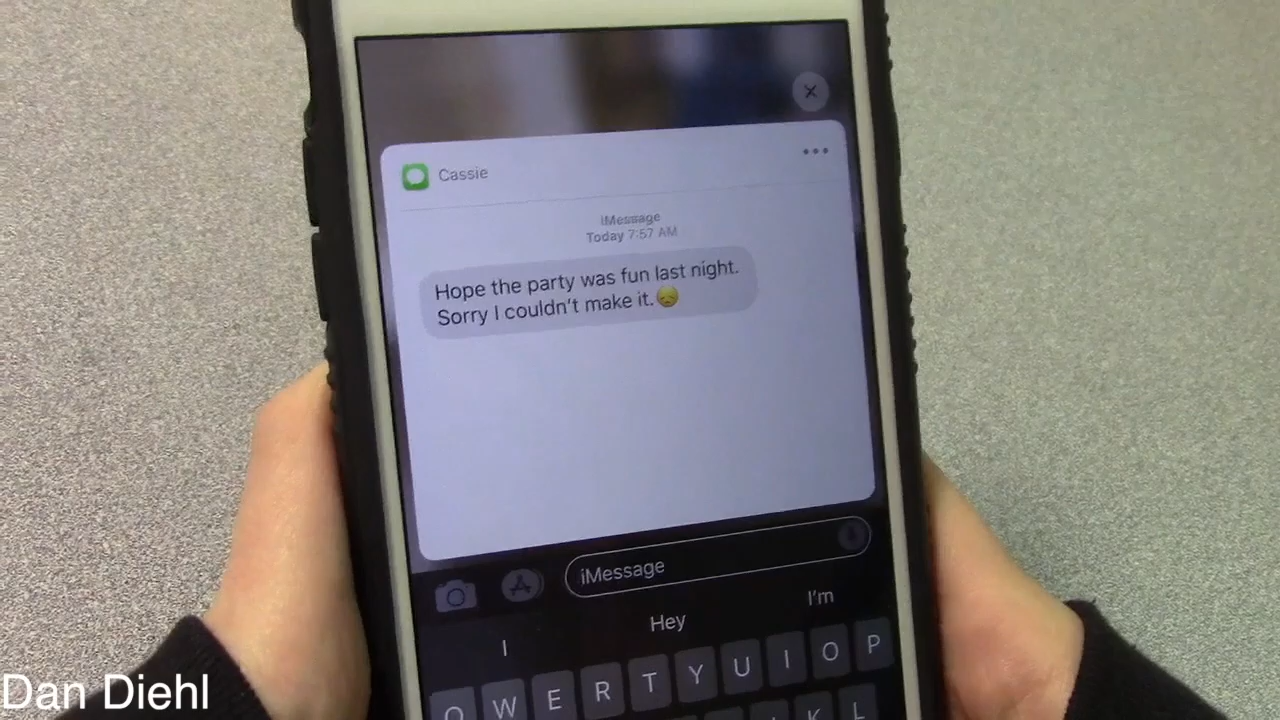 Cassie
iMessage
Today 7:57 AM
Hope the party was fun last night.
Sorry I couldn't make it.😞
iMessage
I Hey I'm
Q W E R T Y U I O P
K L
Dan Diehl